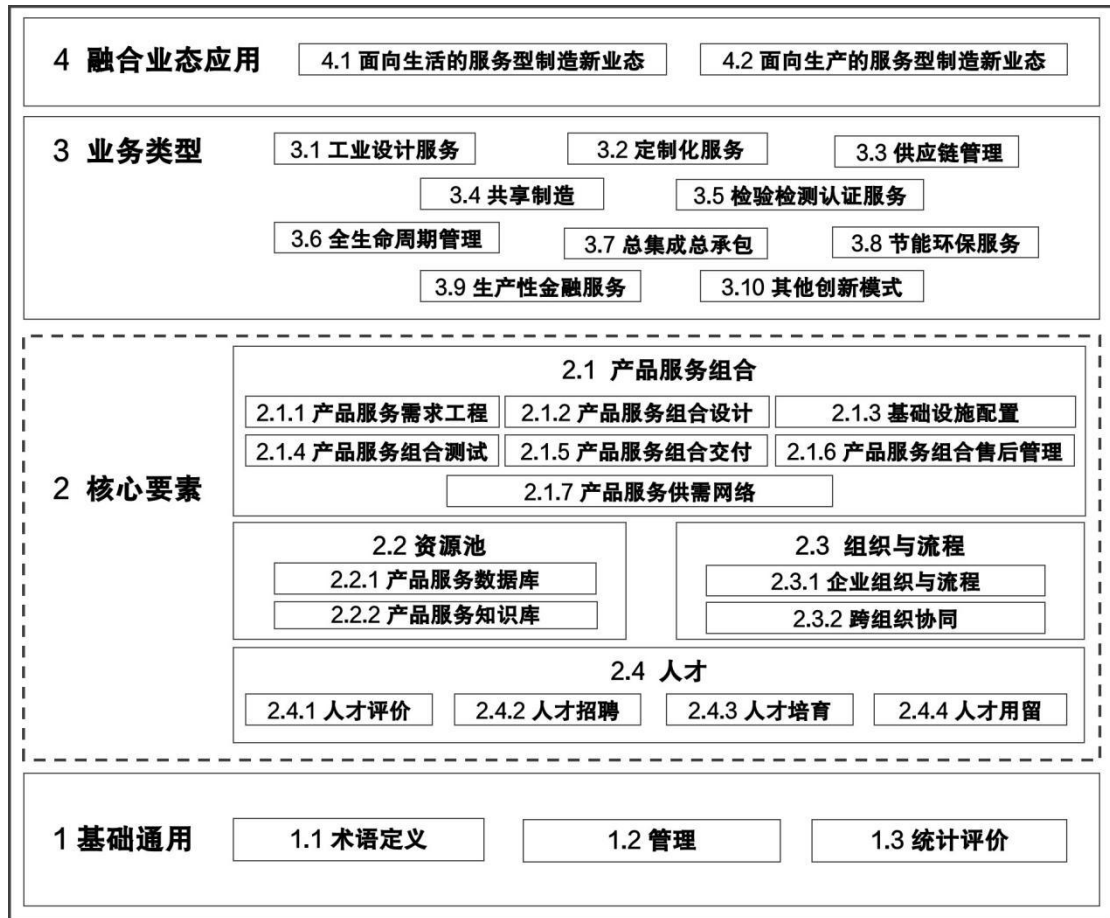 4 融合业态应用
4.1 面向生活的服务型制造新业态
4.2 面向生产的服务型制造新业态
3 业务类型
3.1 工业设计服务
3.2 定制化服务
3.3 供应链管理
3.4 共享制造
3.5 检验检测认证服务
3.6 全生命周期管理
3.7 总集成总承包
3.8 节能环保服务
3.9 生产性金融服务
3.10 其他创新模式
2 核心要素
2.1 产品服务组合
2.1.1 产品服务需求工程
2.1.2 产品服务组合设计
2.1.3 基础设施配置
2.1.4 产品服务组合测试
2.1.5 产品服务组合交付
2.1.6 产品服务组合售后管理
2.1.7 产品服务供需网络
2.2 资源池
2.2.1 产品服务数据库
2.2.2 产品服务知识库
2.3 组织与流程
2.3.1 企业组织与流程
2.3.2 跨组织协同
2.4 人才
2.4.1 人才评价
2.4.2 人才招聘
2.4.3 人才培育
2.4.4 人才用留
1 基础通用
1.1 术语定义
1.2 管理
1.3 统计评价